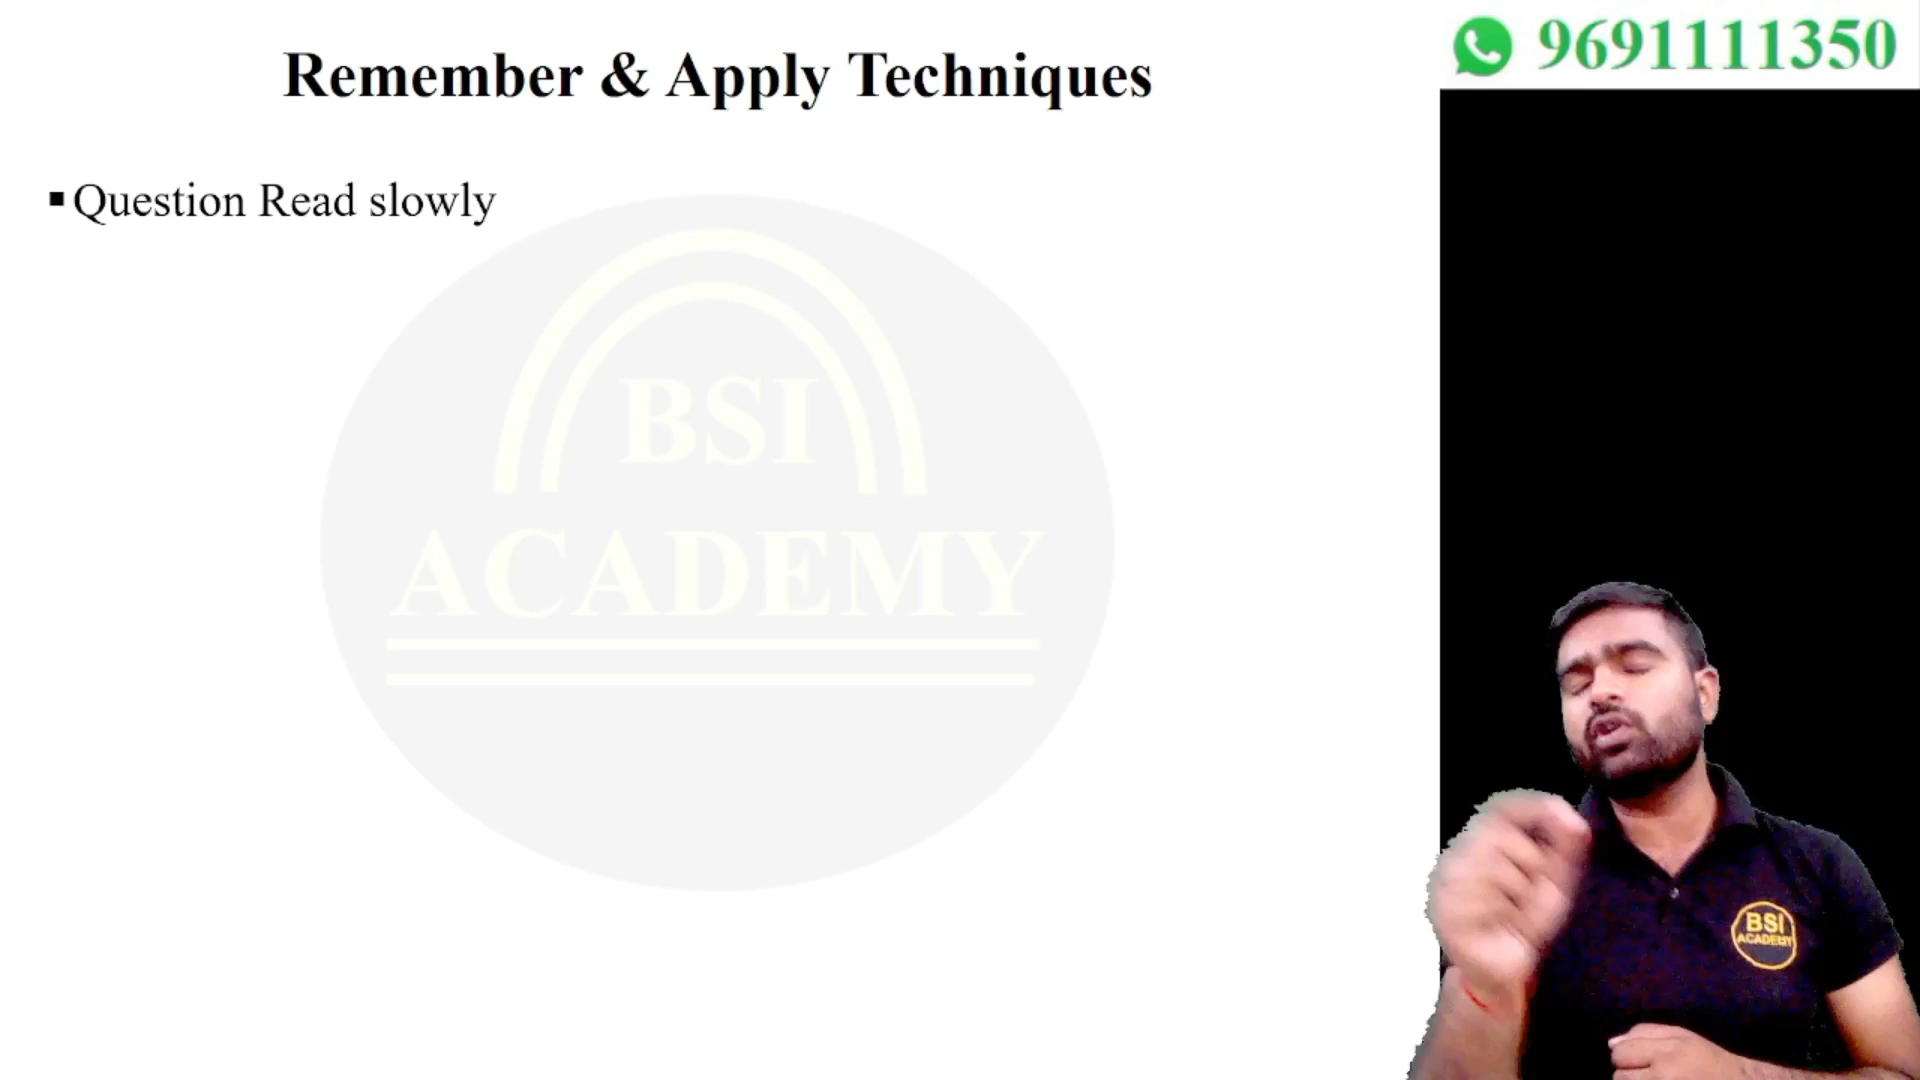 Remember & Apply Techniques
9691111350
▪ Question Read slowly
BSI
ACADEMY
BSI
ACADEMY